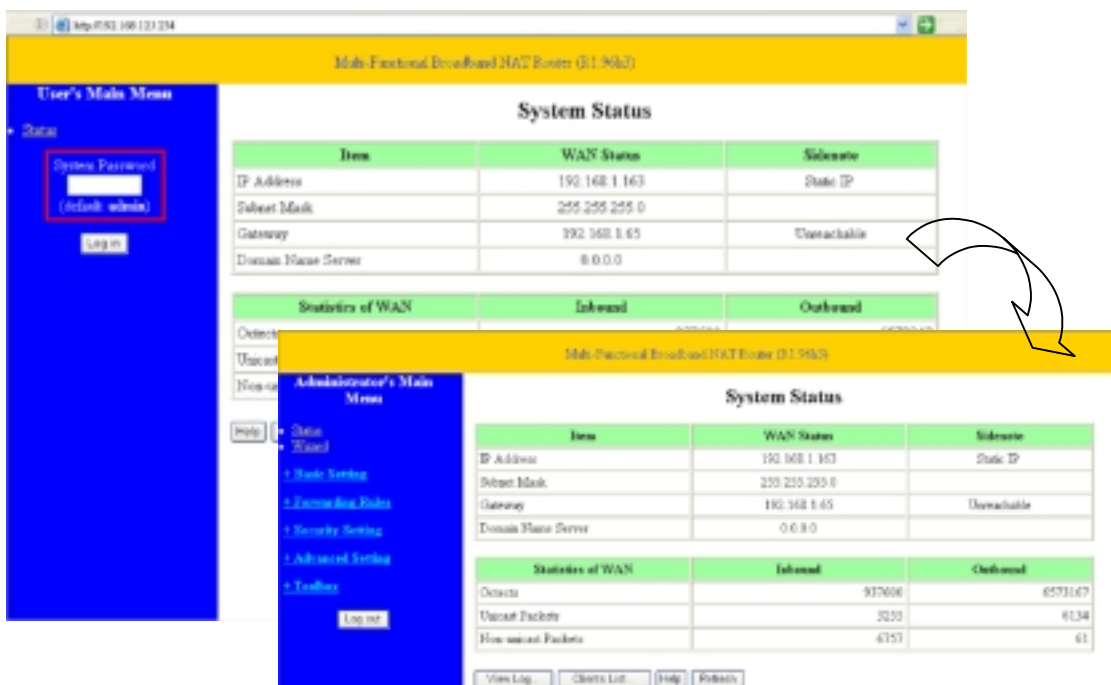 http://192.168.123.254
Multi-Functional Broadband NAT Router (R1.96h3)
User's Main Menu
Status
System Password
(default: admin)
Log in
System Status
Item WAN Status Sidenote
IP Address 192.168.1.163 Static IP
Subnet Mask 255.255.255.0
Gateway 192.168.1.65 Unreachable
Domain Name Server 0.0.0.0
Statistics of WAN Inbound Outbound
Octects
Unicast
Help
Multi-Functional Broadband NAT Router (R1.96h3)
Administrator's Main
Menu
Status
Wizard
+ Basic Setting
+ Forwarding Rules
+ Security Setting
+ Advanced Setting
+ Toolbox
Log out
System Status
Item WAN Status Sidenote
IP Address 192.168.1.163 Static IP
Subnet Mask 255.255.255.0
Gateway 192.168.1.65 Unreachable
Domain Name Server 0.0.0.0
Statistics of WAN Inbound Outbound
Octects 937606 6573167
Unicast Packets 3255 6134
Non-unicast Packets 6757 61
View Log... Clients List... Help Refresh